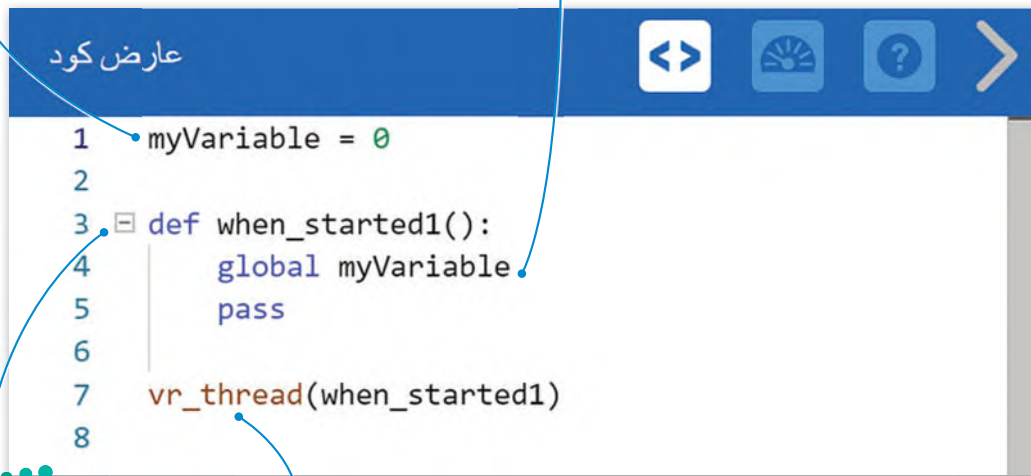 عارض كود
<> ?
1 myVariable = 0
2
3 def when_started1():
4 global myVariable
5 pass
6
7 vr_thread(when_started1)
8